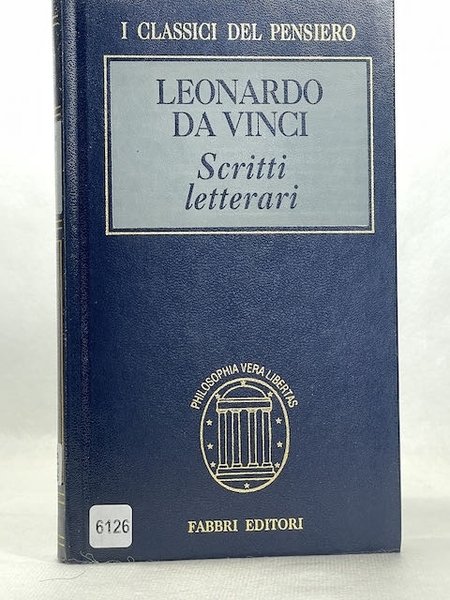 I CLASSICI DEL PENSIERO
LEONARDO
DA VINCI
Scritti
letterari
PHILOSOPHIA VERA LIBERTAS
6126
FABBRI EDITORI